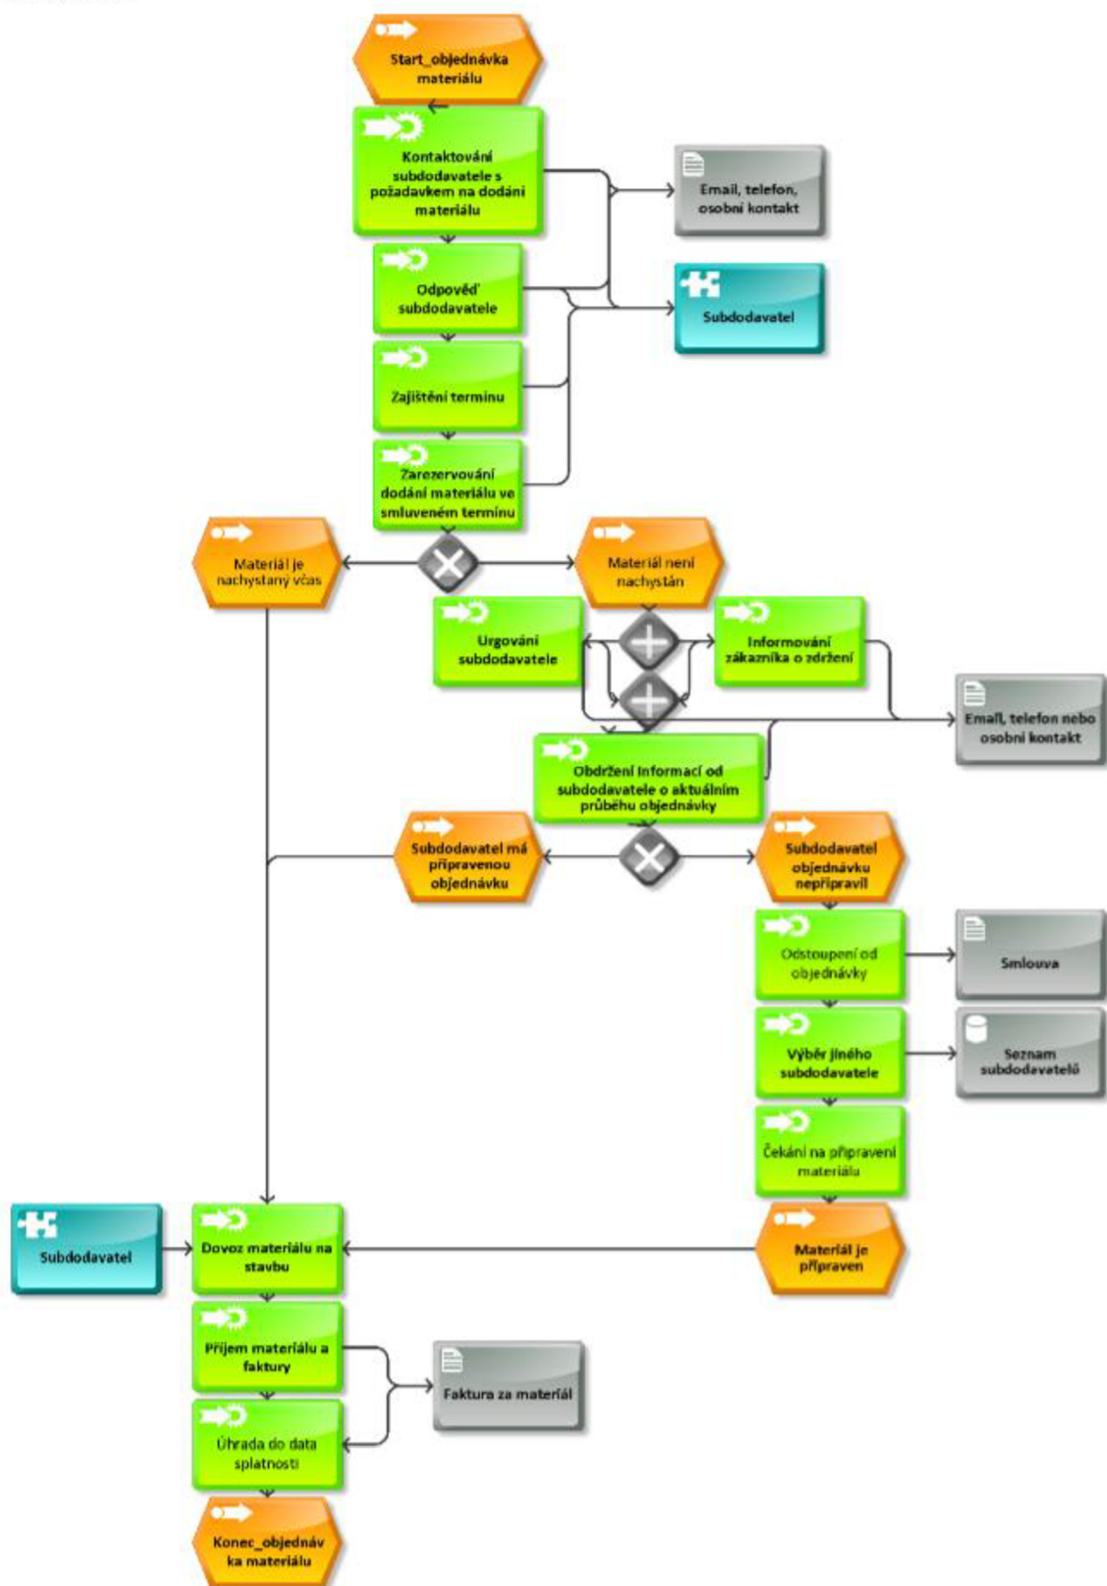 Start_objednávka
materiálu
Kontaktování
subdodavatele s
požadavkem na dodání
materiálu
Email, telefon,
osobní kontakt
Odpověď
subdodavatele
Subdodavatel
Zajištění termínu
Zarezervování
dodání materiálu ve
smluveném termínu
Materiál je
nachystaný včas
Materiál není
nachystán
Urgování
subdodavatele
Informování
zákazníka o zdržení
Email, telefon nebo
osobní kontakt
Obdržení Informací od
subdodavatele o aktuálním
průběhu objednávky
Subdodavatel má
připravenou
objednávku
Subdodavatel
objednávku
nepřipravil
Odstoupení od
objednávky
Smlouva
Výběr jiného
subdodavatele
Seznam
subdodavatelů
Čekání na připravení
materiálu
Subdodavatel
Dovoz materiálu na
stavbu
Materiál je
připraven
Příjem materiálu a
faktury
Faktura za materiál
Úhrada do data
splatnosti
Konec_objednáv
ka materiálu